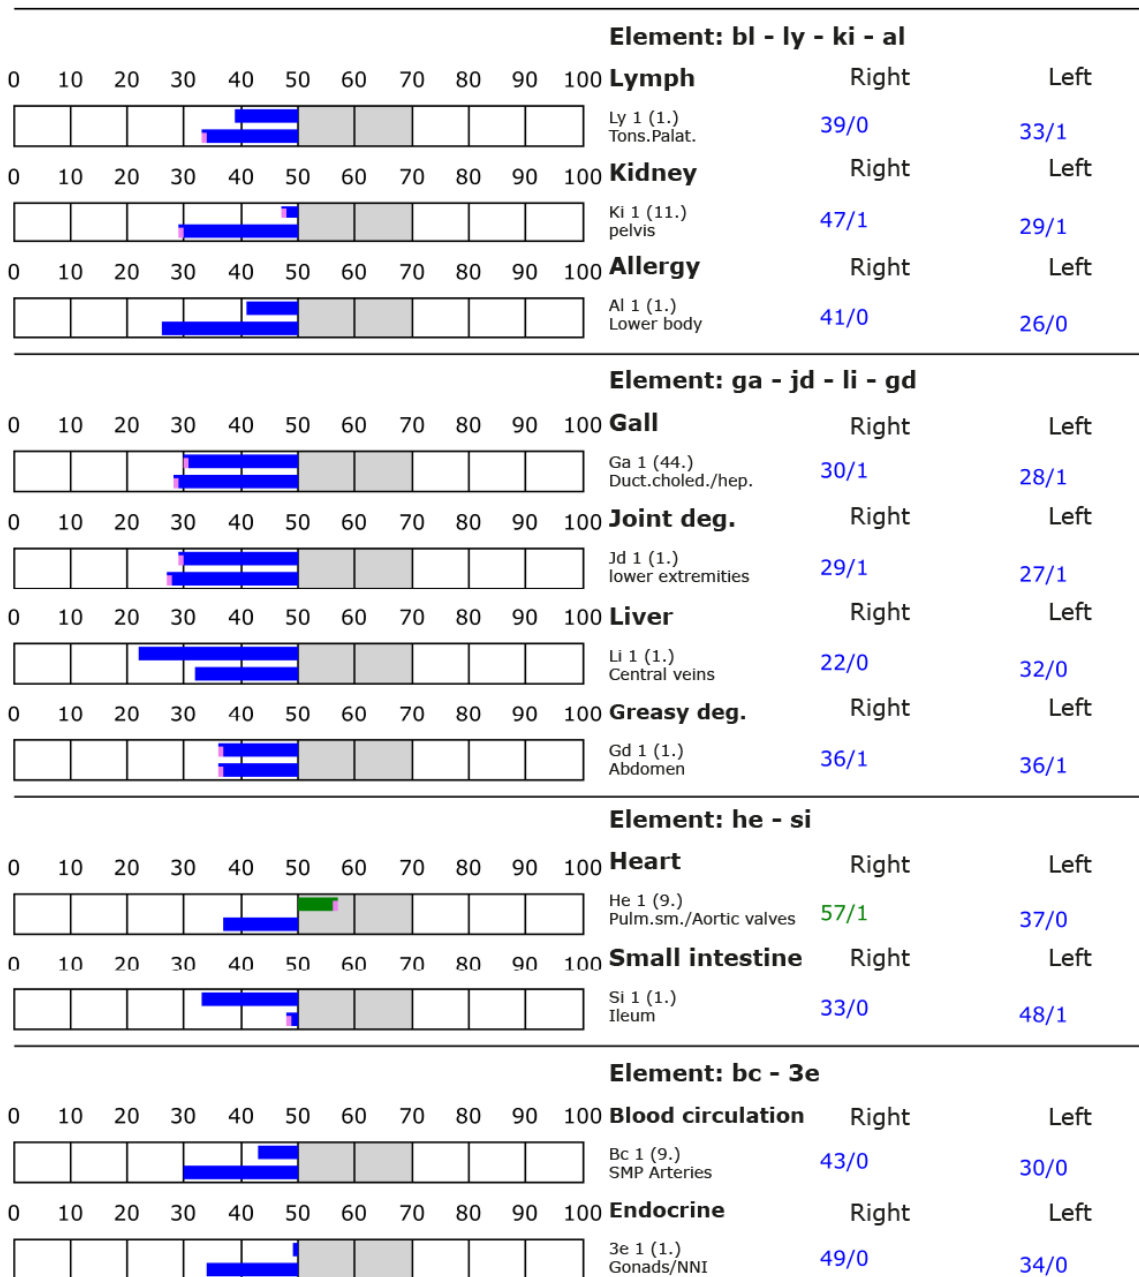 Element: bl - ly - ki - al
0 10 20 30 40 50 60 70 80 90 100 Lymph Right Left
Ly 1 (1.) 39/0 33/1
Tons.Palat.
0 10 20 30 40 50 60 70 80 90 100 Kidney Right Left
Ki 1 (11.) 47/1 29/1
pelvis
0 10 20 30 40 50 60 70 80 90 100 Allergy Right Left
Al 1 (1.) 41/0 26/0
Lower body
Element: ga - jd - li - gd
0 10 20 30 40 50 60 70 80 90 100 Gall Right Left
Ga 1 (44.) 30/1 28/1
Duct.choled./hep.
0 10 20 30 40 50 60 70 80 90 100 Joint deg. Right Left
Jd 1 (1.) 29/1 27/1
lower extremities
0 10 20 30 40 50 60 70 80 90 100 Liver Right Left
Li 1 (1.) 22/0 32/0
Central veins
0 10 20 30 40 50 60 70 80 90 100 Greasy deg. Right Left
Gd 1 (1.) 36/1 36/1
Abdomen
Element: he - si
0 10 20 30 40 50 60 70 80 90 100 Heart Right Left
He 1 (9.) 57/1 37/0
Pulm.sm./Aortic valves
0 10 20 30 40 50 60 70 80 90 100 Small intestine Right Left
Si 1 (1.) 33/0 48/1
Ileum
Element: bc - 3e
0 10 20 30 40 50 60 70 80 90 100 Blood circulation Right Left
Bc 1 (9.) 43/0 30/0
SMP Arteries
0 10 20 30 40 50 60 70 80 90 100 Endocrine Right Left
3e 1 (1.) 49/0 34/0
Gonads/NNI